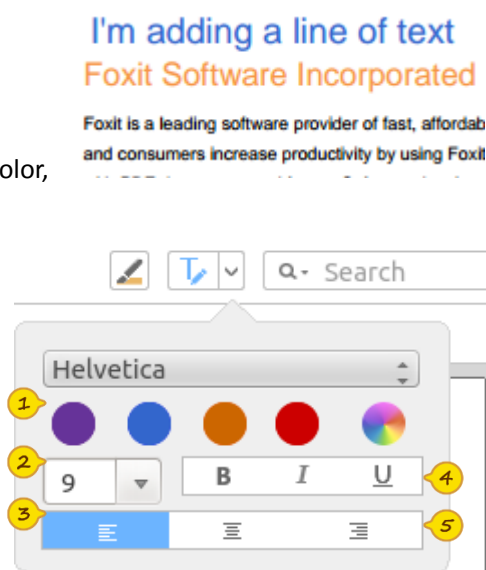 I'm adding a line of text
Foxit Software Incorporated
Foxit is a leading software provider of fast, affordab
and consumers increase productivity by using Foxit
olor,
Search
Helvetica
1
2
9
B I U
4
3
5